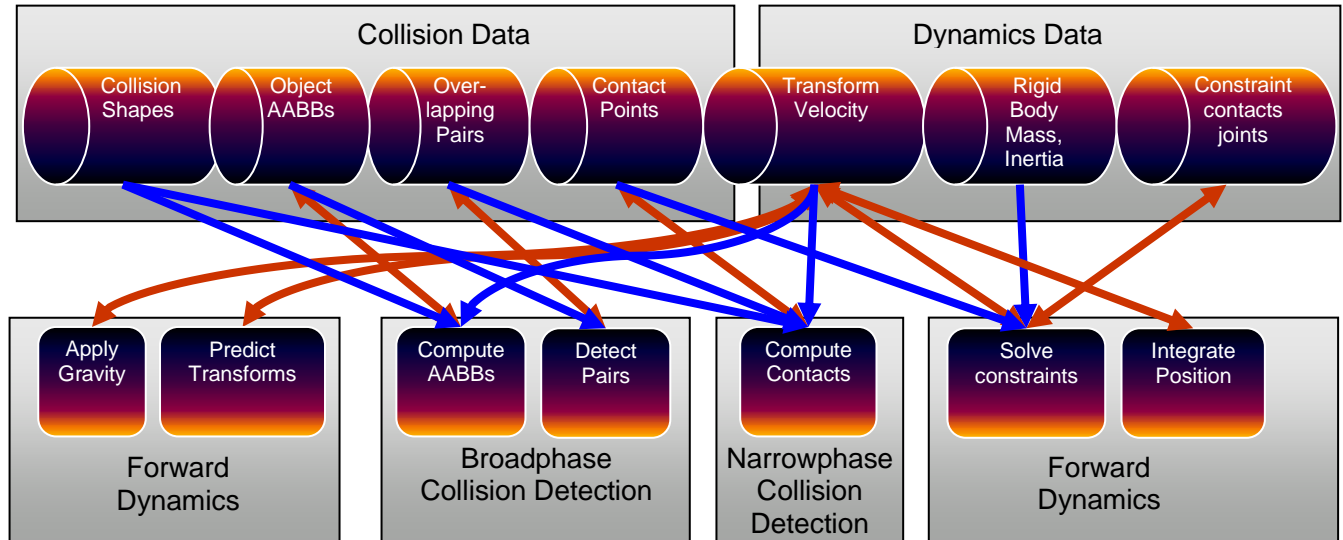 Collision Data
Dynamics Data
Collision
Shapes
Object
AABBs
Over-
lapping
Pairs
Contact
Points
Transform
Velocity
Rigid
Body
Mass,
Inertia
Constraint
contacts
joints
Apply
Gravity
Predict
Transforms
Compute
AABBs
Detect
Pairs
Compute
Contacts
Solve
constraints
Integrate
Position
Forward
Dynamics
Broadphase
Collision Detection
Narrowphase
Collision
Detection
Forward
Dynamics